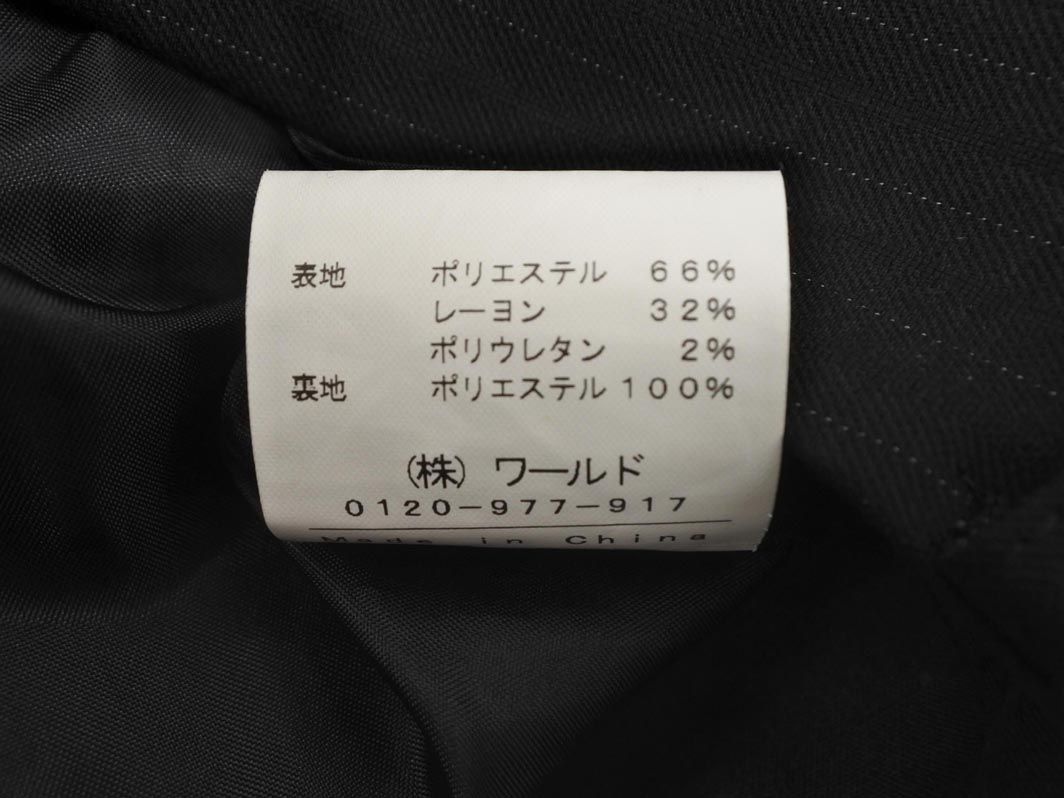 表地 ポリエステル 66%
レーヨン 32%
ポリウレタン 2%
裏地 ポリエステル 100%
(株) ワールド
0120-977-917
Made in China